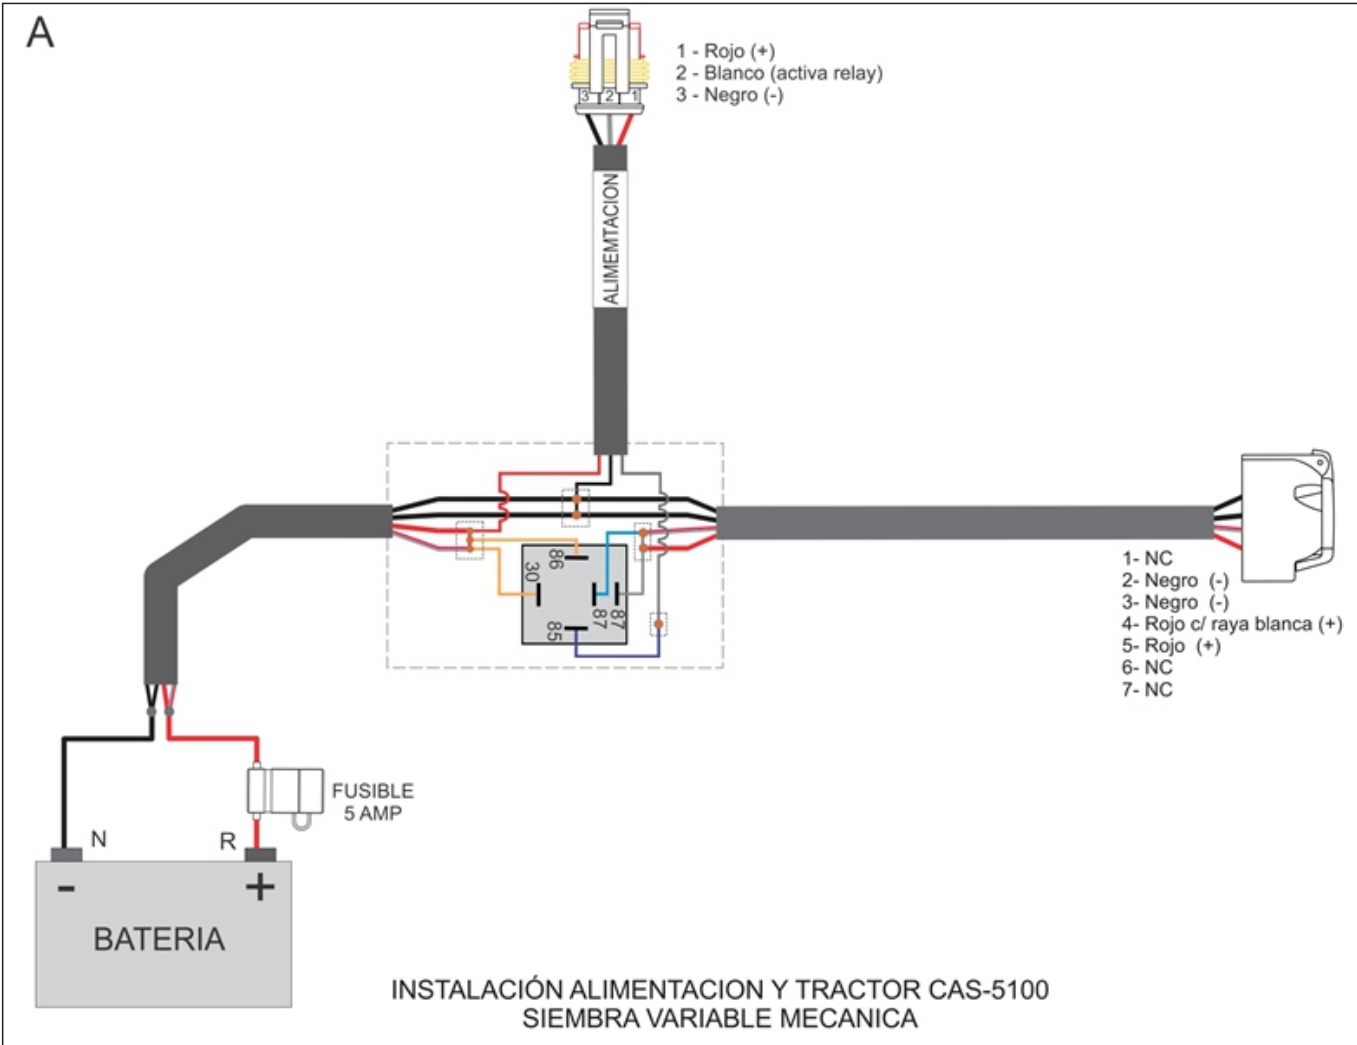 A
1 - Rojo (+)
2 - Blanco (activa relay)
3 - Negro (-)
3 2 1
ALIMEMTACION
86
30
87
87
85
1- NC
2- Negro (-)
3- Negro (-)
4- Rojo c/ raya blanca (+)
5- Rojo (+)
6- NC
7- NC
FUSIBLE
5 AMP
N
R
- +
BATERIA
INSTALACIÓN ALIMENTACION Y TRACTOR CAS-5100
SIEMBRA VARIABLE MECANICA